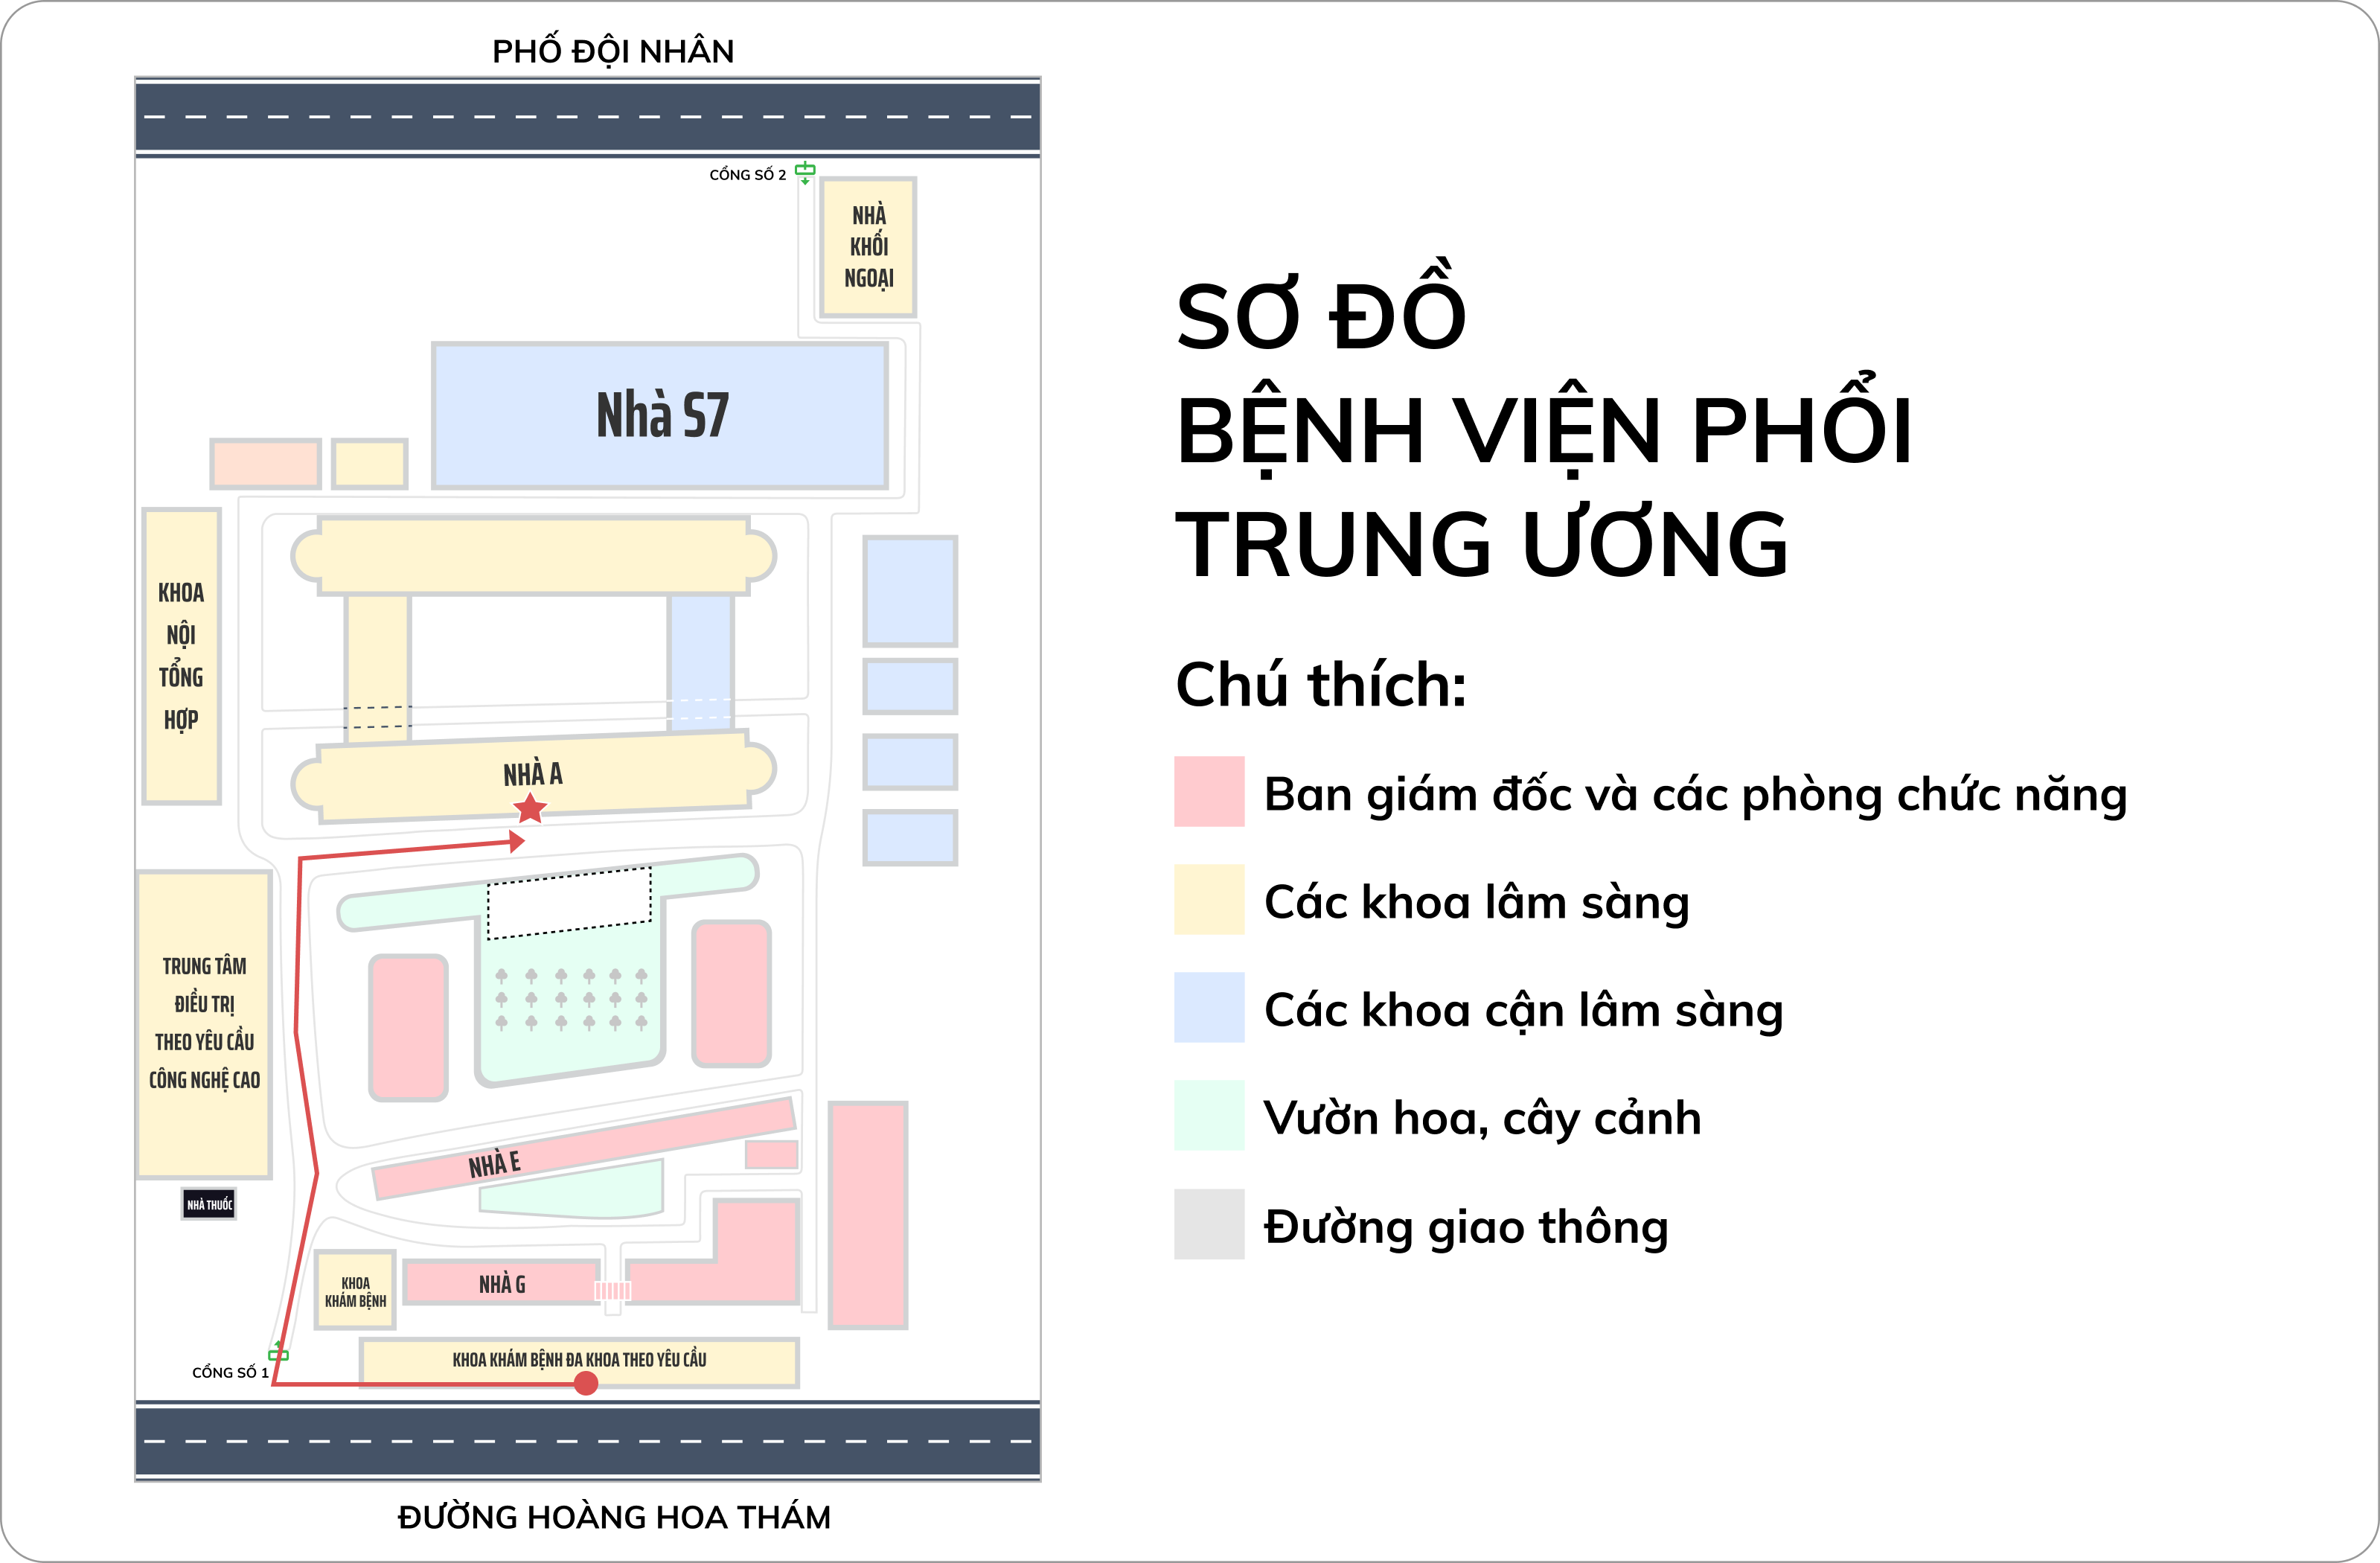 PHỐ ĐỘI NHÂN
CỔNG SỐ 2
NHÀ
KHỐI
NGOẠI
Nhà S7
KHOA
NỘI
TỔNG
HỢP
NHÀ A
TRUNG TÂM
ĐIỀU TRỊ
THEO YÊU CẦU
CÔNG NGHỆ CAO
NHÀ E
NHÀ THUỐC
KHOA
KHÁM BỆNH
NHÀ G
KHOA KHÁM BỆNH ĐA KHOA THEO YÊU CẦU
CỔNG SỐ 1
ĐƯỜNG HOÀNG HOA THÁM
SƠ ĐỒ
BỆNH VIỆN PHỔI
TRUNG ƯƠNG
Chú thích:
Ban giám đốc và các phòng chức năng
Các khoa lâm sàng
Các khoa cận lâm sàng
Vườn hoa, cây cảnh
Đường giao thông